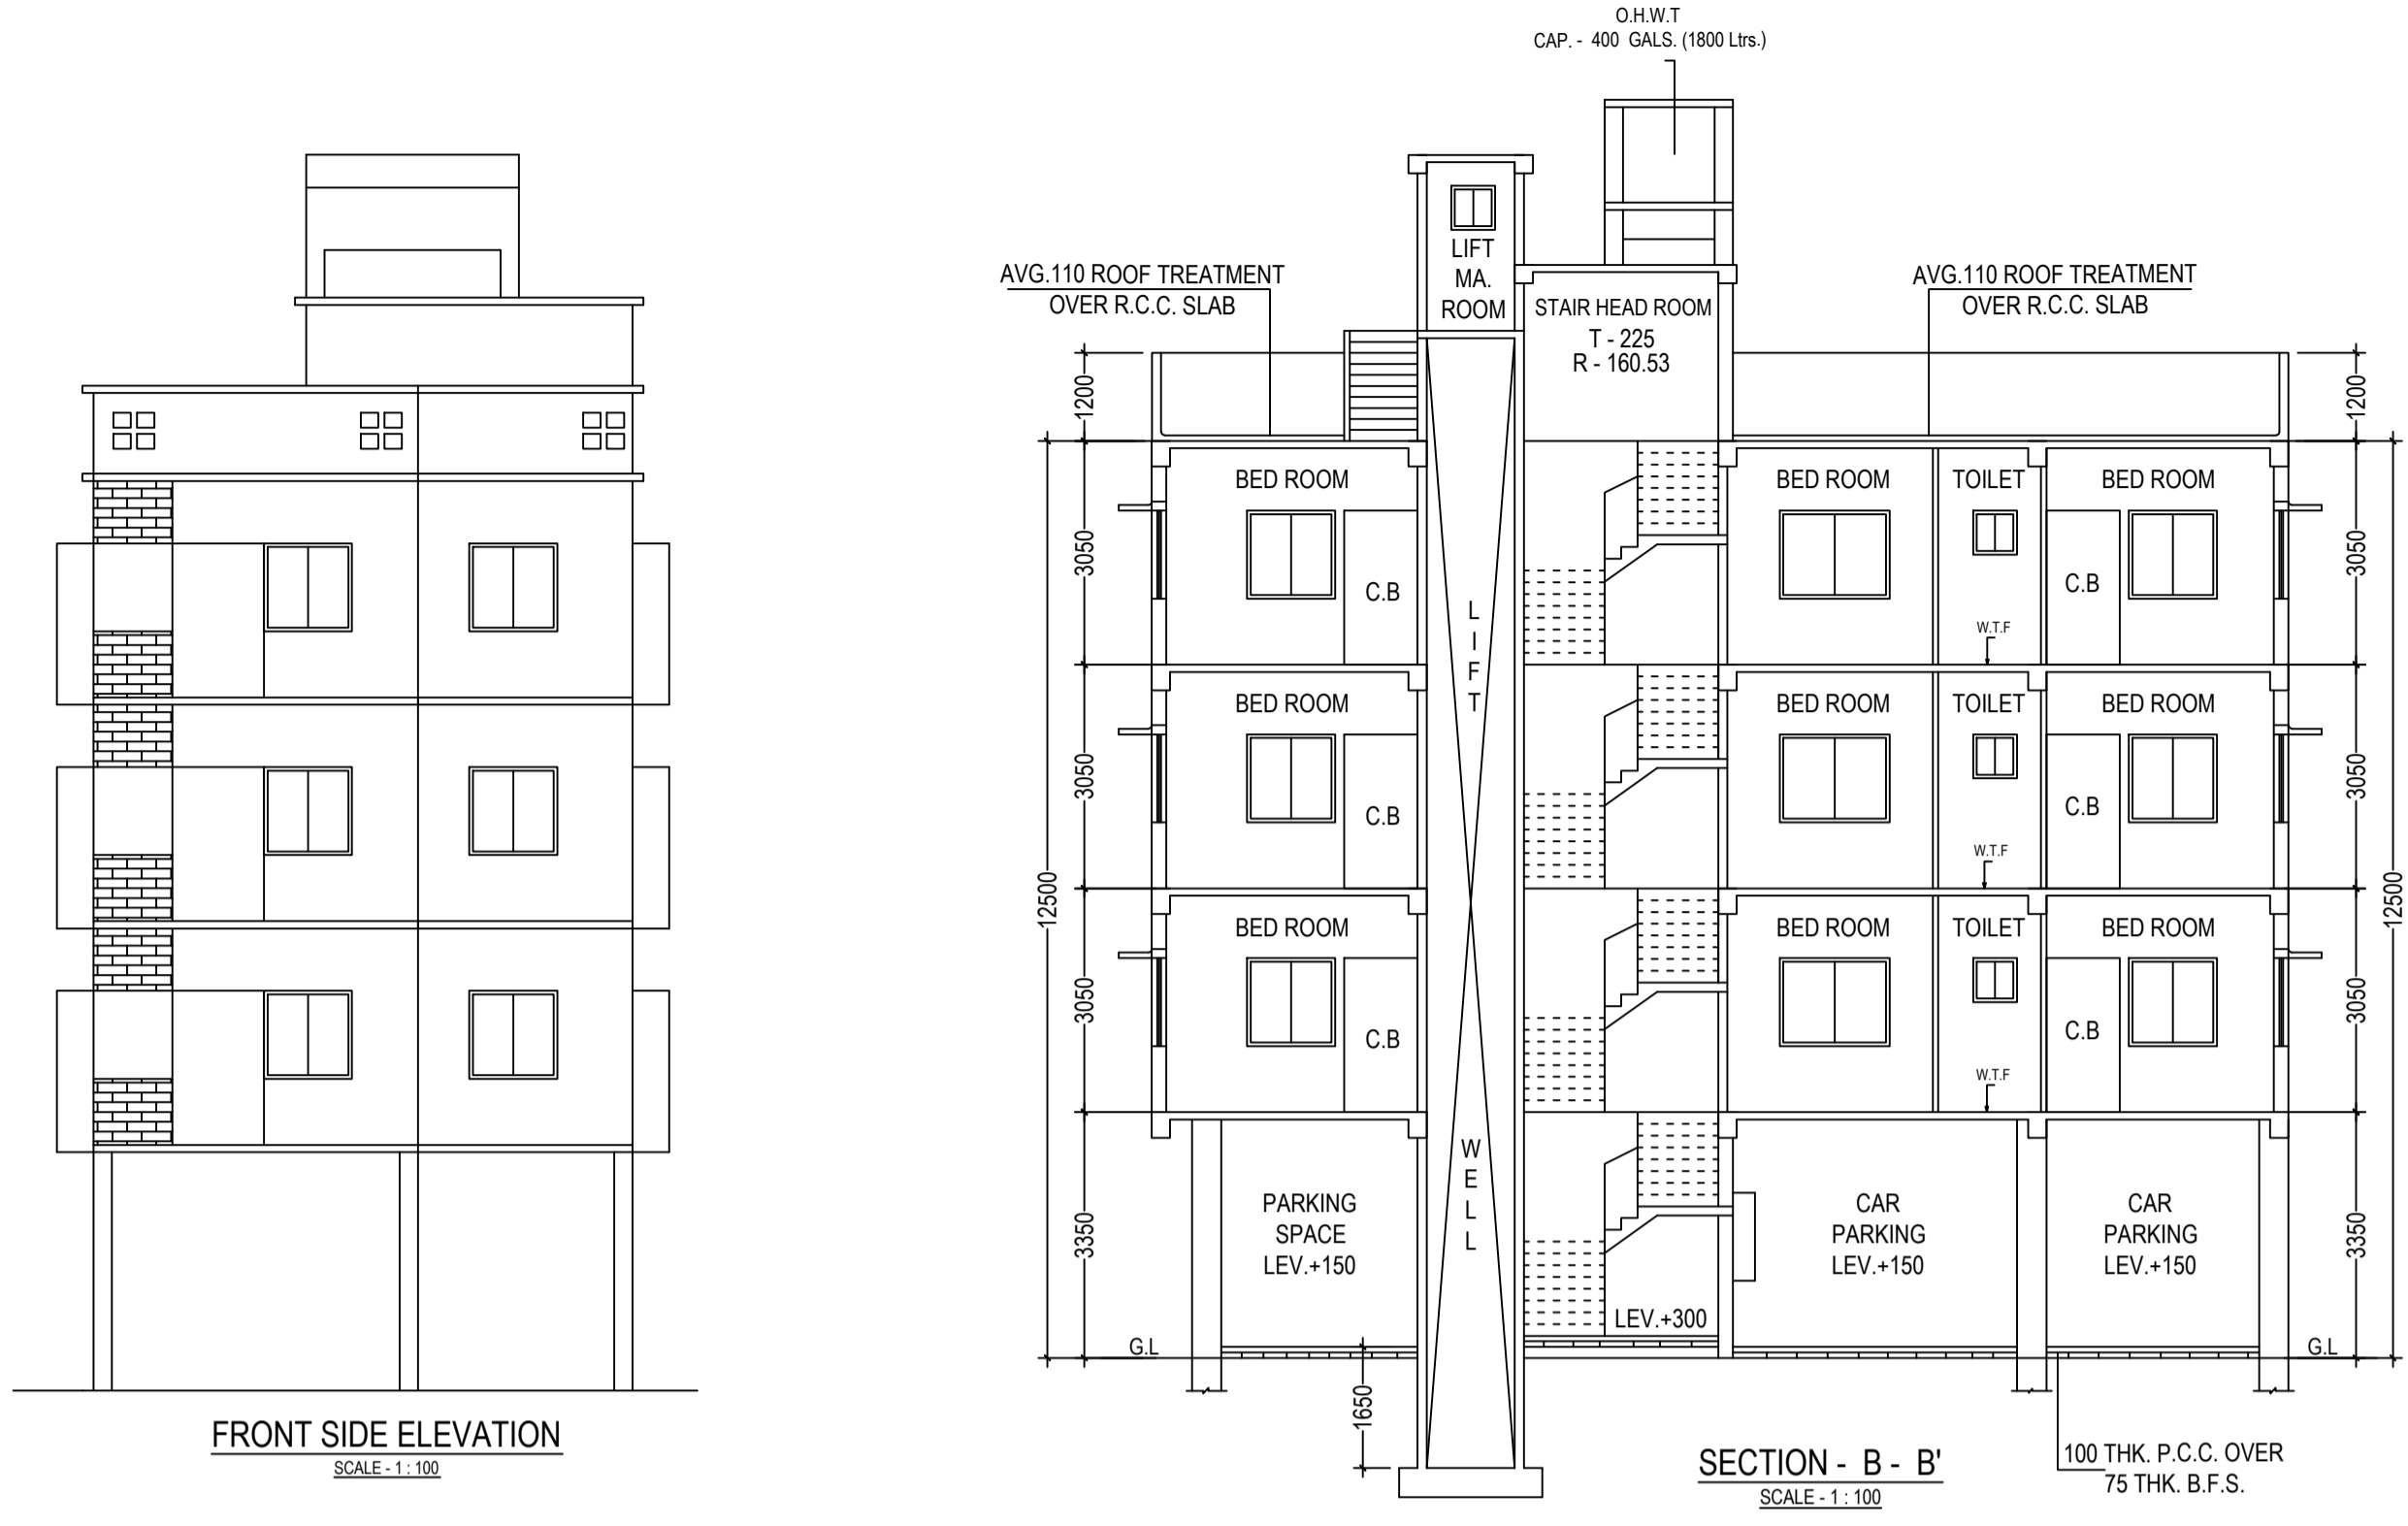 O.H.W.T
CAP. - 400 GALS. (1800 Ltrs.)
LIFT
MA.
ROOM
AVG.110 ROOF TREATMENT
OVER R.C.C. SLAB
STAIR HEAD ROOM
T - 225
R - 160.53
AVG.110 ROOF TREATMENT
OVER R.C.C. SLAB
1200
1200
BED ROOM
BED ROOM
TOILET
BED ROOM
3050
C.B
C.B
3050
W.T.F
LIFT
BED ROOM
BED ROOM
TOILET
BED ROOM
3050
C.B
C.B
3050
W.T.F
12500
12500
BED ROOM
BED ROOM
TOILET
BED ROOM
3050
C.B
C.B
3050
W.T.F
WELL
PARKING
SPACE
LEV.+150
CAR
PARKING
LEV.+150
CAR
PARKING
LEV.+150
3350
3350
LEV.+300
G.L
G.L
1650
FRONT SIDE ELEVATION
SCALE - 1 : 100
SECTION - B - B'
SCALE - 1 : 100
100 THK. P.C.C. OVER
75 THK. B.F.S.